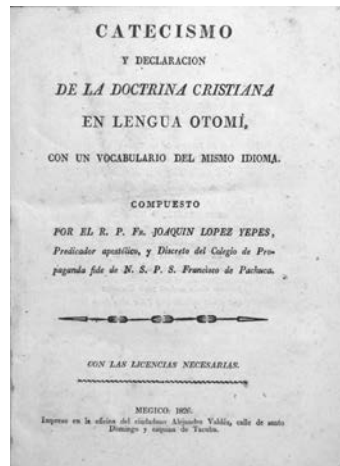 CATECISMO
Y DECLARACION
DE LA DOCTRINA CRISTIANA
EN LENGUA OTOMÍ,
CON UN VOCABULARIO DEL MISMO IDIOMA.
COMPUESTO
POR EL R. P. FR. JOAQUIN LOPEZ YEPES,
Predicador apostólico, y Discreto del Colegio de Pro-
paganda fide de N. S. P. S. Francisco de Pachuca.
CON LAS LICENCIAS NECESARIAS.
MEGICO: 1826.
Impreso en la oficina del ciudadano Alejandro Valdés, calle de santo
Domingo y esquina de Tacuba.